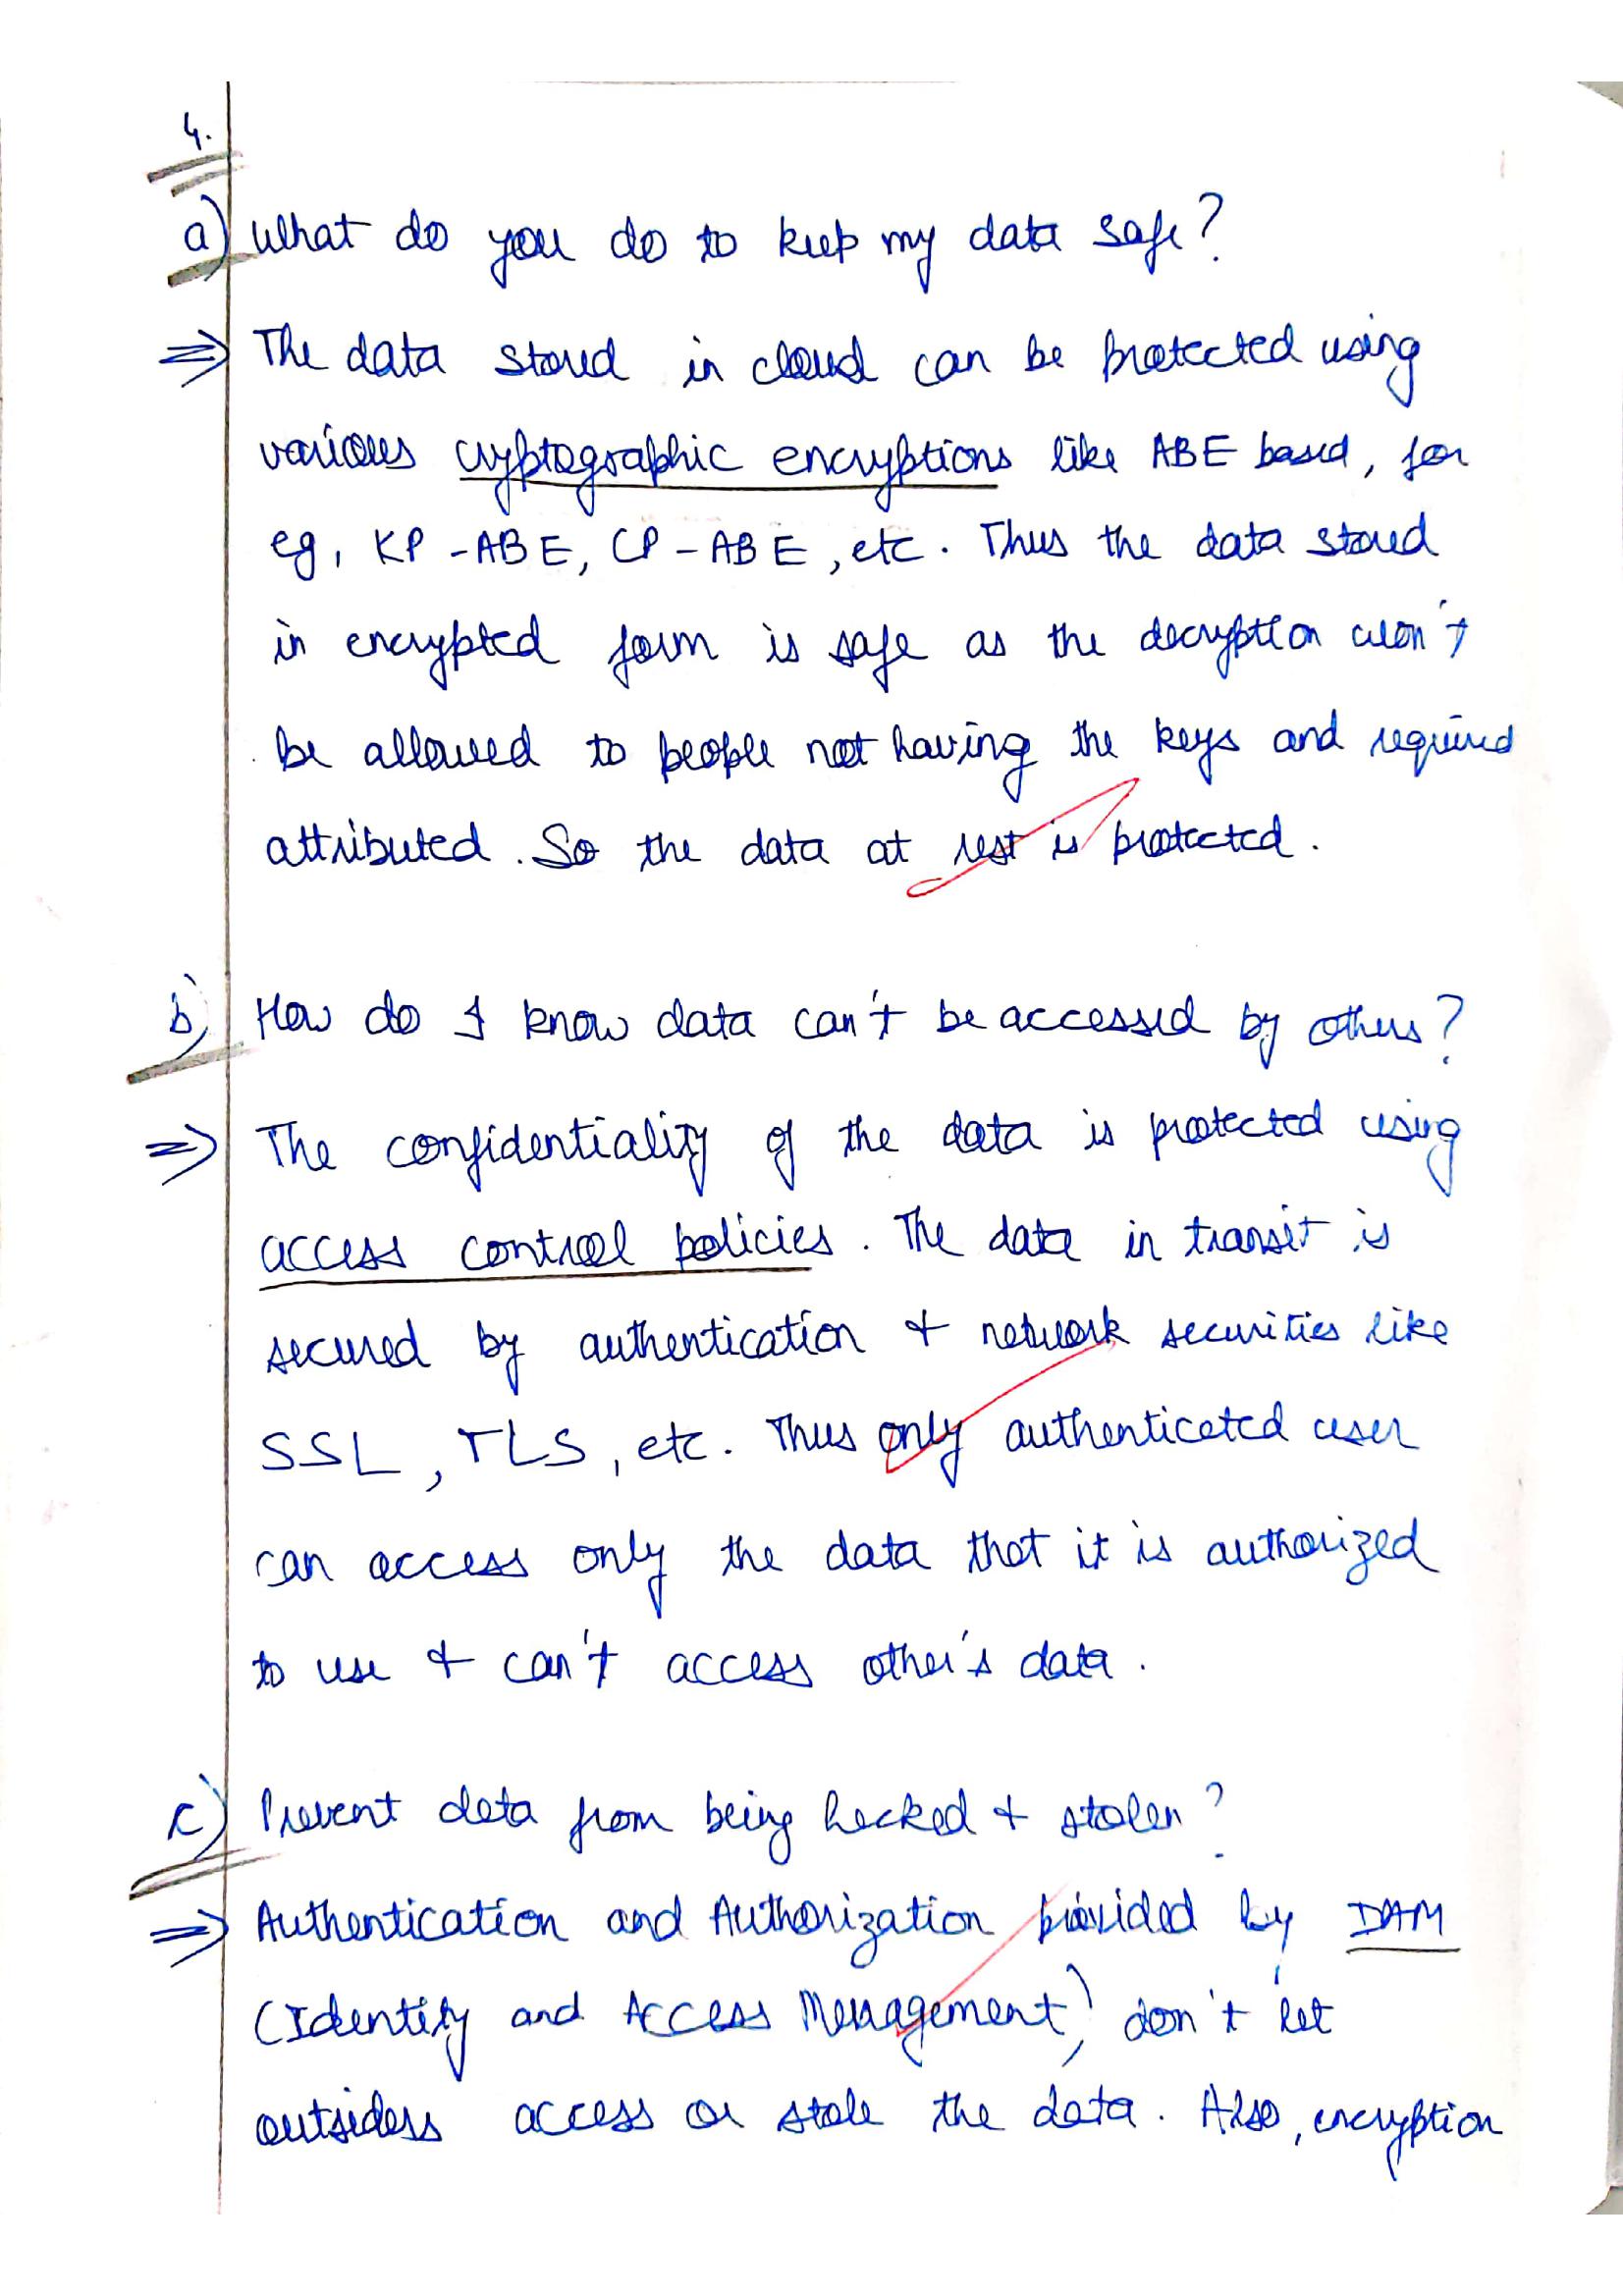 4.
a) What do you do to keep my data safe?
⇒ The data stored in cloud can be protected using
various cryptographic encryptions like ABE based, for
eg, KP-ABE, CP-ABE, etc. Thus the data stored
in encrypted form is safe as the decryption won't
be allowed to people not having the keys and required
attributed. So the data at rest is protected.
b) How do I know data can't be accessed by others?
⇒ The confidentiality of the data is protected using
access control policies. The data in transit is
secured by authentication & network securities like
SSL, TLS, etc. Thus only authenticated user
can access only the data that it is authorized
to use & can't access other's data.
c) Prevent data from being hacked & stolen?
⇒ Authentication and Authorization provided by IAM
(Identity and Access Management) don't let
outsiders access or stole the data. Also, encryption